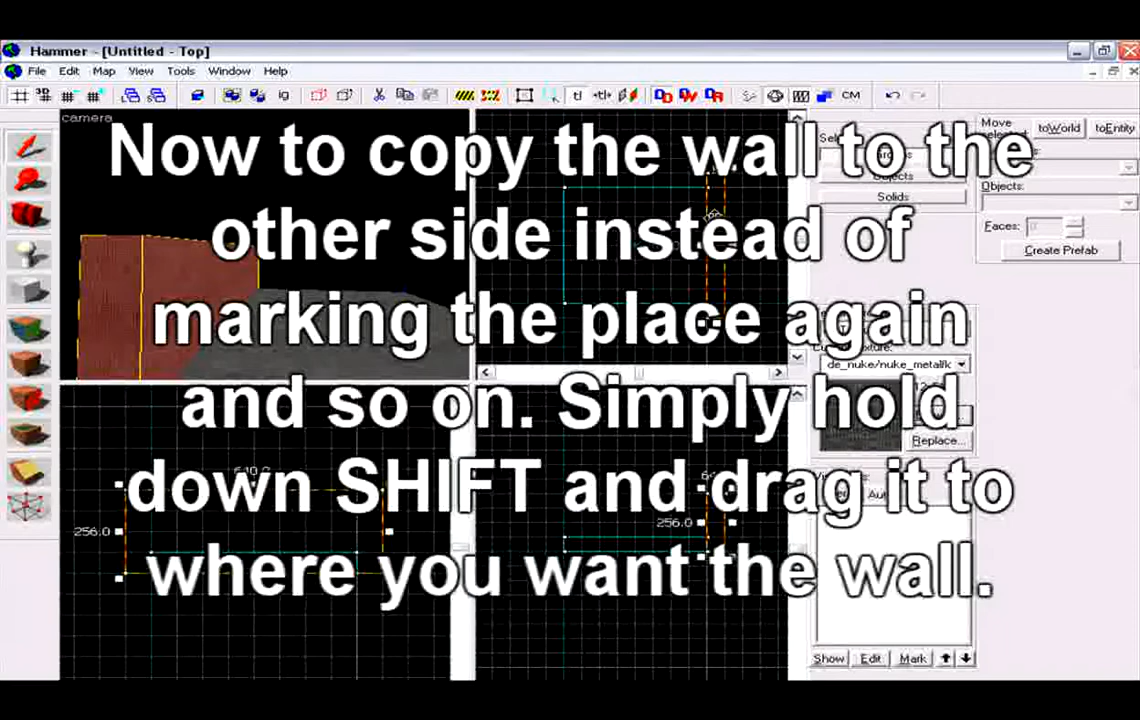 Hammer - [Untitled - Top]
File Edit Map View Tools Window Help
CM
camera
Now to copy the wall to the
other side instead of
marking the place again
and so on. Simply hold
down SHIFT and drag it to
where you want the wall.
Move
toWorld
toEntity
Objects
Solids
Objects:
Faces:
Create Prefab
de_nuke/nuke_metalfk
Replace...
256.0
256.0
Show Edit Mark